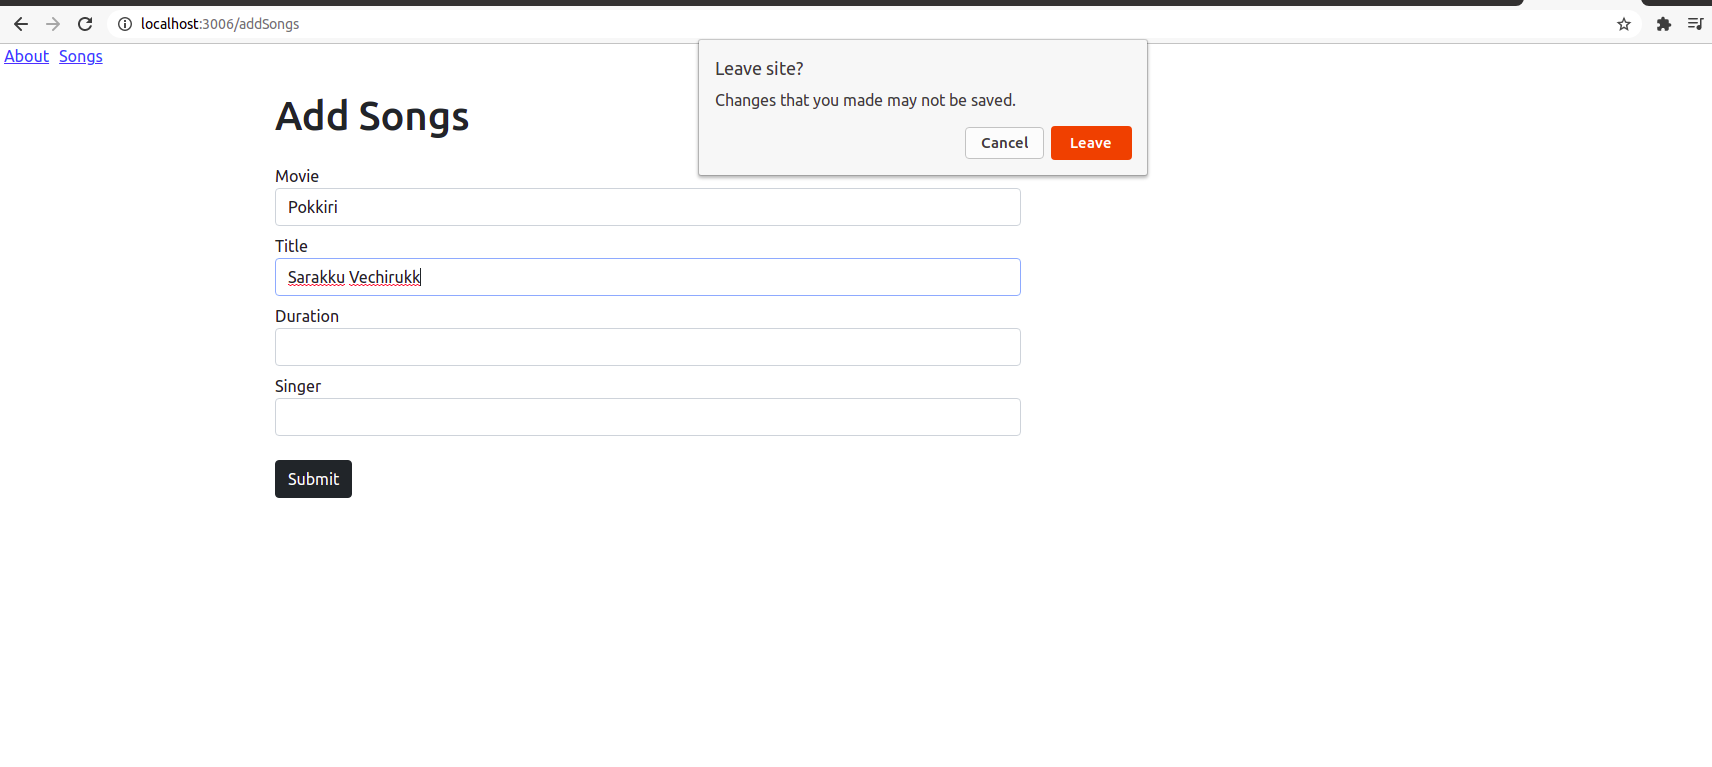 localhost:3006/addSongs
About Songs
Leave site?
Changes that you made may not be saved.
Cancel Leave
Add Songs
Movie
Pokkiri
Title
Sarakku Vechirukk
Duration
Singer
Submit